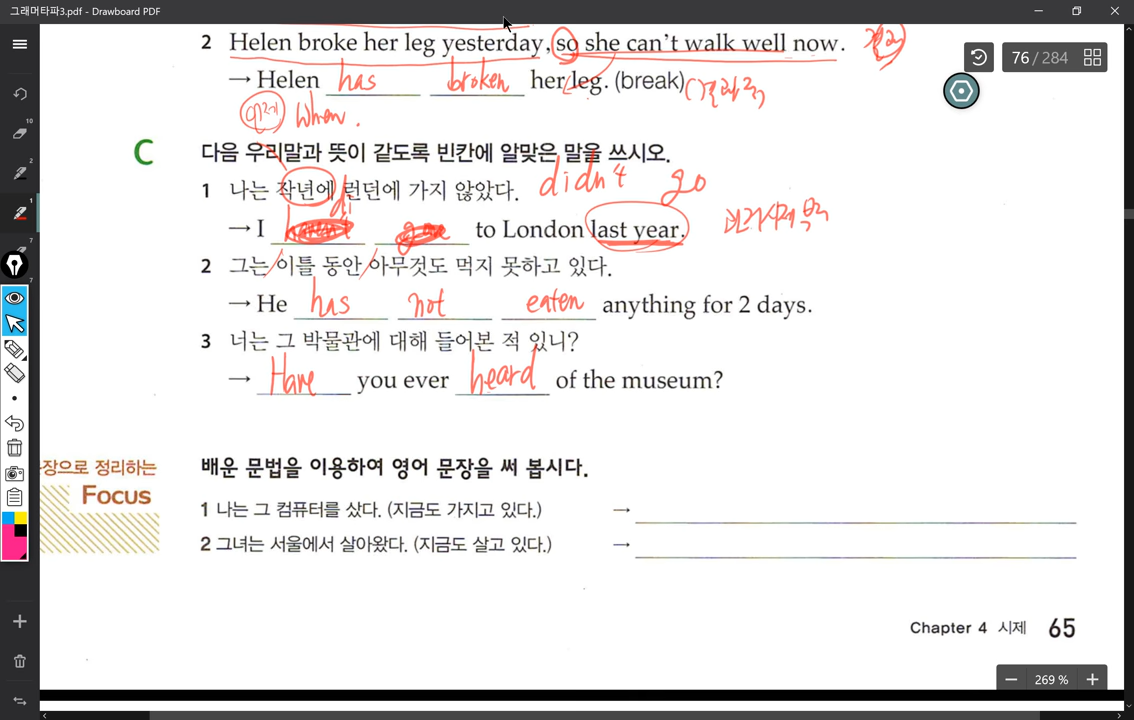 그래머타파3.pdf - Drawboard PDF
76 / 284
2 Helen broke her leg yesterday, so she can't walk well now.
→ Helen has broken her leg. (break)
When.
C 다음 우리말과 뜻이 같도록 빈칸에 알맞은 말을 쓰시오.
1 나는 작년에 런던에 가지 않았다. didn't go
→ I to London last year.
2 그는 이틀 동안 아무것도 먹지 못하고 있다.
→ He has not eaten anything for 2 days.
3 너는 그 박물관에 대해 들어본 적 있니?
→ Have you ever heard of the museum?
장으로 정리하는
Focus
배운 문법을 이용하여 영어 문장을 써 봅시다.
1 나는 그 컴퓨터를 샀다. (지금도 가지고 있다.) →
2 그녀는 서울에서 살아왔다. (지금도 살고 있다.) →
Chapter 4 시제 65
269 %
10
2
1
7
7